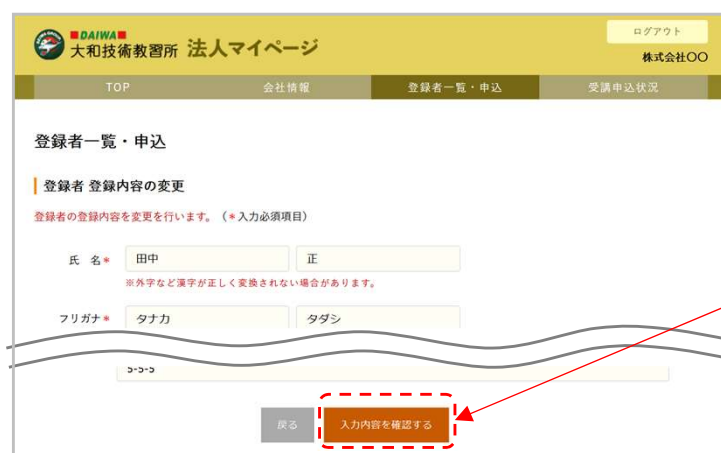 DAIWA
大和技術教習所 法人マイページ
ログアウト
株式会社〇〇
TOP 会社情報 登録者一覧・申込 受講申込状況
登録者一覧・申込
登録者 登録内容の変更
登録者の登録内容を変更を行います。(*入力必須項目)
氏 名* 田中 正
※外字など漢字が正しく変換されない場合があります。
フリガナ* タナカ タダシ
5-5-5
戻る 入力内容を確認する